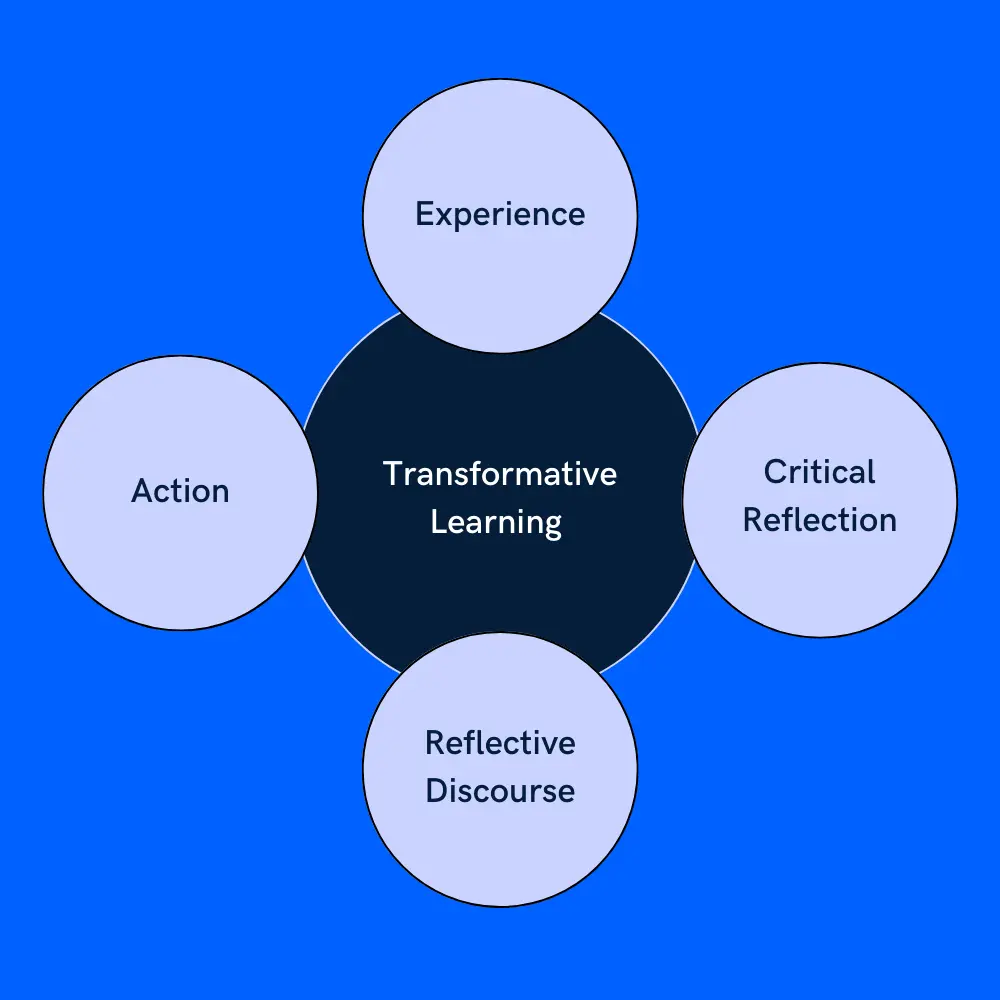 Experience
Action
Transformative
Learning
Critical
Reflection
Reflective
Discourse